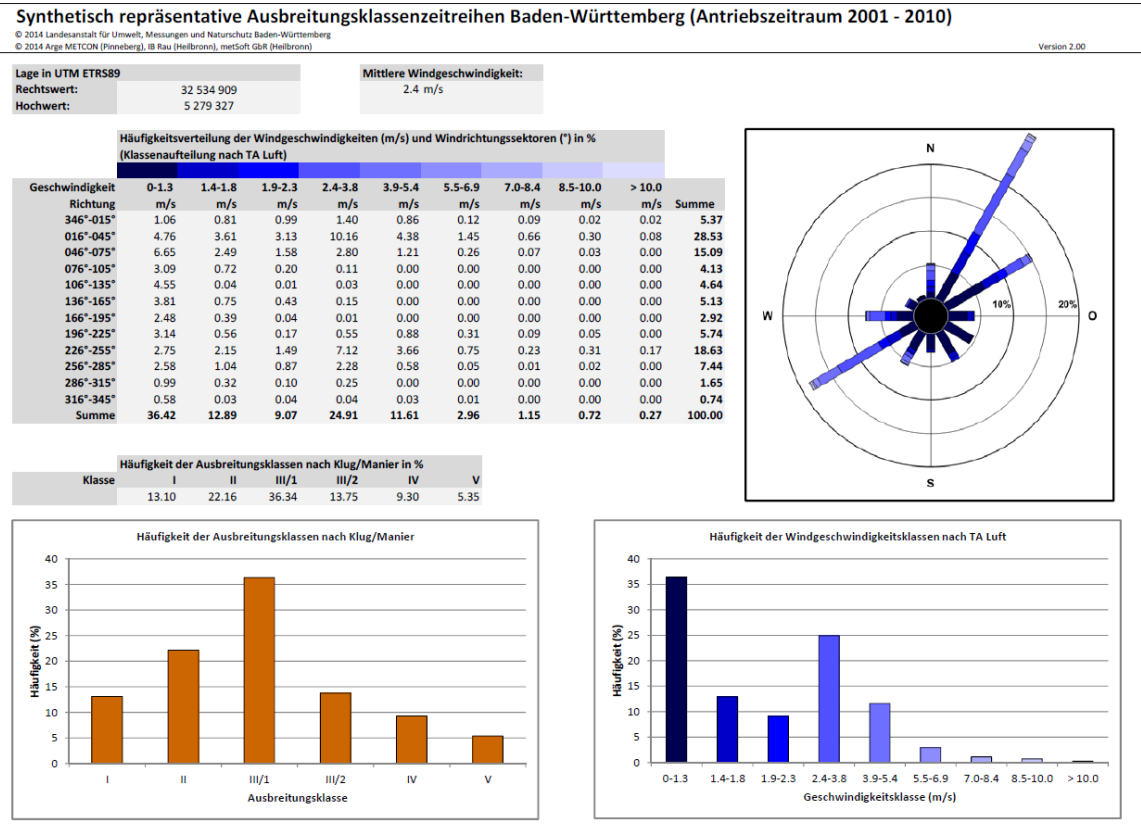 Synthetisch repräsentative Ausbreitungsklassenzeitreihen Baden-Württemberg (Antriebszeitraum 2001 - 2010)
© 2014 Landesanstalt für Umwelt, Messungen und Naturschutz Baden-Württemberg
© 2014 Arge METCON (Pinneberg), IB Rau (Heilbronn), metSoft GbR (Heilbronn) Version 2.00
Lage in UTM ETRS89 Mittlere Windgeschwindigkeit:
Rechtswert: 32 534 909 2.4 m/s
Hochwert: 5 279 327
Häufigkeitsverteilung der Windgeschwindigkeiten (m/s) und Windrichtungssektoren (°) in %
(Klassenaufteilung nach TA Luft)
Geschwindigkeit 0-1.3 1.4-1.8 1.9-2.3 2.4-3.8 3.9-5.4 5.5-6.9 7.0-8.4 8.5-10.0 > 10.0
Richtung m/s m/s m/s m/s m/s m/s m/s m/s m/s Summe
346°-015° 1.06 0.81 0.99 1.40 0.86 0.12 0.09 0.02 0.02 5.37
016°-045° 4.76 3.61 3.13 10.16 4.38 1.45 0.66 0.30 0.08 28.53
046°-075° 6.65 2.49 1.58 2.80 1.21 0.26 0.07 0.03 0.00 15.09
076°-105° 3.09 0.72 0.20 0.11 0.00 0.00 0.00 0.00 0.00 4.13
106°-135° 4.55 0.04 0.01 0.03 0.00 0.00 0.00 0.00 0.00 4.64
136°-165° 3.81 0.75 0.43 0.15 0.00 0.00 0.00 0.00 0.00 5.13
166°-195° 2.48 0.39 0.04 0.01 0.00 0.00 0.00 0.00 0.00 2.92
196°-225° 3.14 0.56 0.17 0.55 0.88 0.31 0.09 0.05 0.00 5.74
226°-255° 2.75 2.15 1.49 7.12 3.66 0.75 0.23 0.31 0.17 18.63
256°-285° 2.58 1.04 0.87 2.28 0.58 0.05 0.01 0.02 0.00 7.44
286°-315° 0.99 0.32 0.10 0.25 0.00 0.00 0.00 0.00 0.00 1.65
316°-345° 0.58 0.03 0.04 0.04 0.03 0.01 0.00 0.00 0.00 0.74
Summe 36.42 12.89 9.07 24.91 11.61 2.96 1.15 0.72 0.27 100.00
N
10% 20%
W O
S
Häufigkeit der Ausbreitungsklassen nach Klug/Manier in %
Klasse I II III/1 III/2 IV V
13.10 22.16 36.34 13.75 9.30 5.35
Häufigkeit der Ausbreitungsklassen nach Klug/Manier
Häufigkeit (%)
40
35
30
25
20
15
10
5
0
I II III/1 III/2 IV V
Ausbreitungsklasse
Häufigkeit der Windgeschwindigkeitsklassen nach TA Luft
Häufigkeit (%)
40
35
30
25
20
15
10
5
0
0-1.3 1.4-1.8 1.9-2.3 2.4-3.8 3.9-5.4 5.5-6.9 7.0-8.4 8.5-10.0 > 10.0
Geschwindigkeitsklasse (m/s)